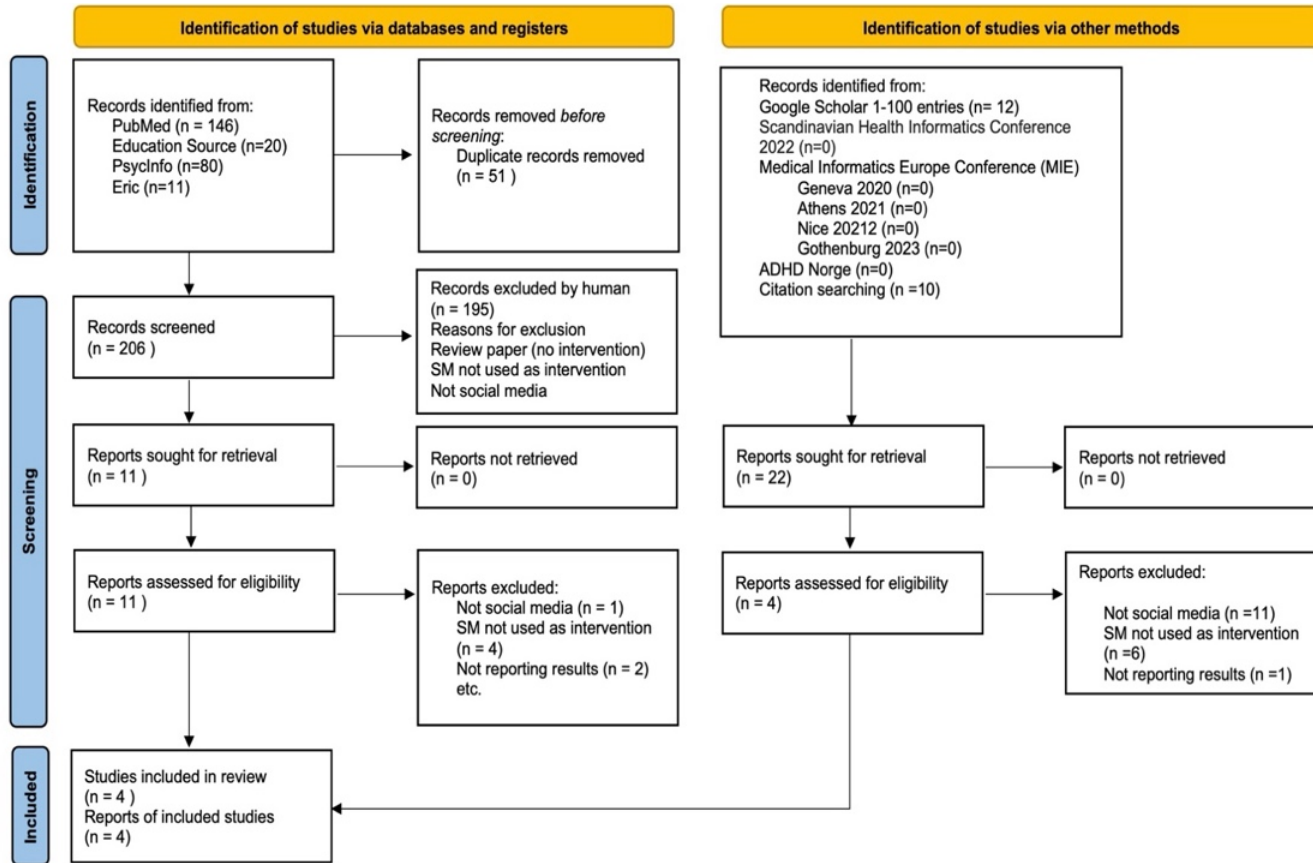 Identification of studies via databases and registers
Identification of studies via other methods
Identification
Records identified from:
PubMed (n = 146)
Education Source (n=20)
PsycInfo (n=80)
Eric (n=11)
Records removed before
screening:
Duplicate records removed
(n = 51 )
Records identified from:
Google Scholar 1-100 entries (n= 12)
Scandinavian Health Informatics Conference
2022 (n=0)
Medical Informatics Europe Conference (MIE)
Geneva 2020 (n=0)
Athens 2021 (n=0)
Nice 20212 (n=0)
Gothenburg 2023 (n=0)
ADHD Norge (n=0)
Citation searching (n =10)
Screening
Records screened
(n = 206 )
Records excluded by human
(n = 195)
Reasons for exclusion
Review paper (no intervention)
SM not used as intervention
Not social media
Reports sought for retrieval
(n = 11 )
Reports not retrieved
(n = 0)
Reports sought for retrieval
(n = 22)
Reports not retrieved
(n = 0)
Reports assessed for eligibility
(n = 11 )
Reports excluded:
Not social media (n = 1)
SM not used as intervention
(n = 4)
Not reporting results (n = 2)
etc.
Reports assessed for eligibility
(n = 4)
Reports excluded:
Not social media (n =11)
SM not used as intervention
(n =6)
Not reporting results (n =1)
Included
Studies included in review
(n = 4 )
Reports of included studies
(n = 4)